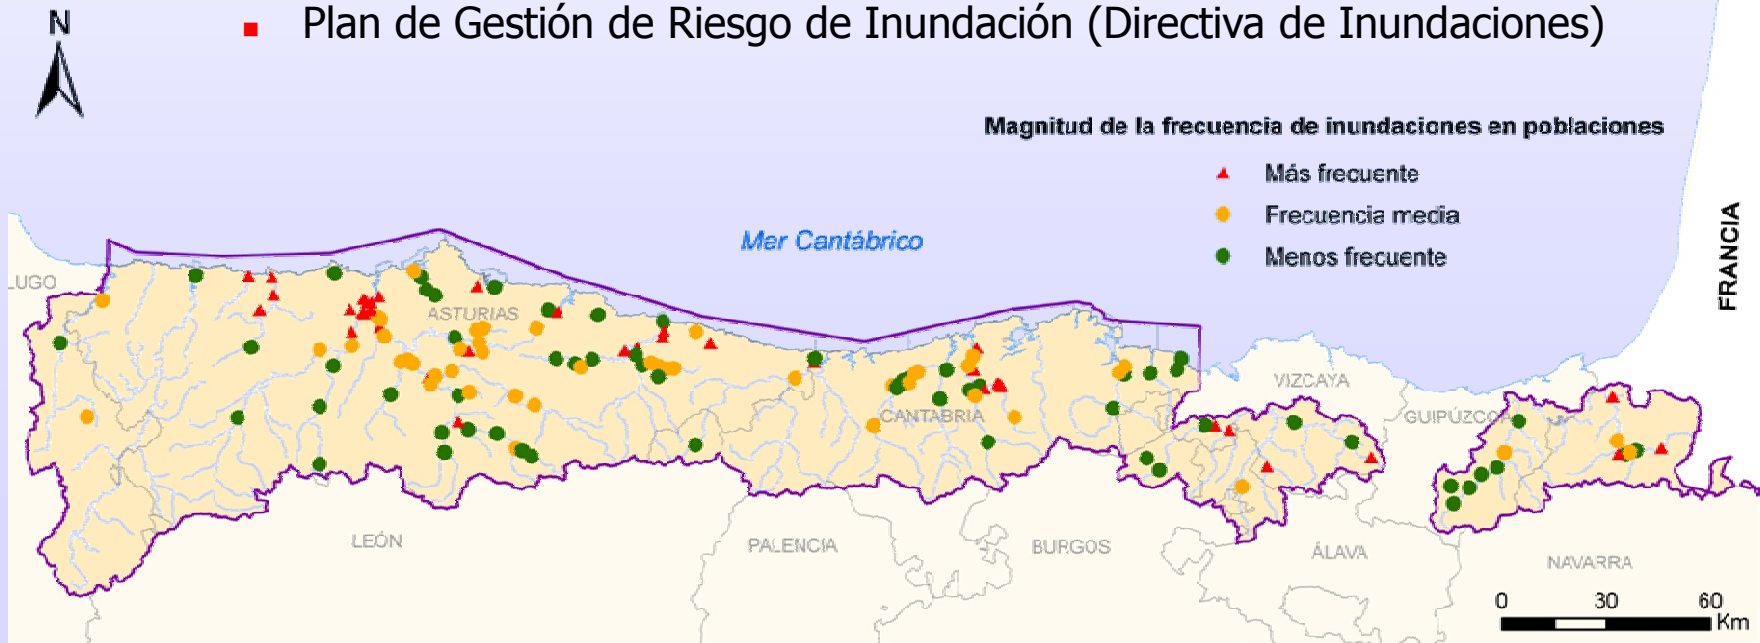 Plan de Gestión de Riesgo de Inundación (Directiva de Inundaciones)
N
Magnitud de la frecuencia de inundaciones en poblaciones
Más frecuente
Frecuencia media
Menos frecuente
Mar Cantábrico
FRANCIA
LUGO
ASTURIAS
CANTABRIA
VIZCAYA
GUIPÚZCO
LEÓN
PALENCIA
BURGOS
ÁLAVA
NAVARRA
0 30 60
Km